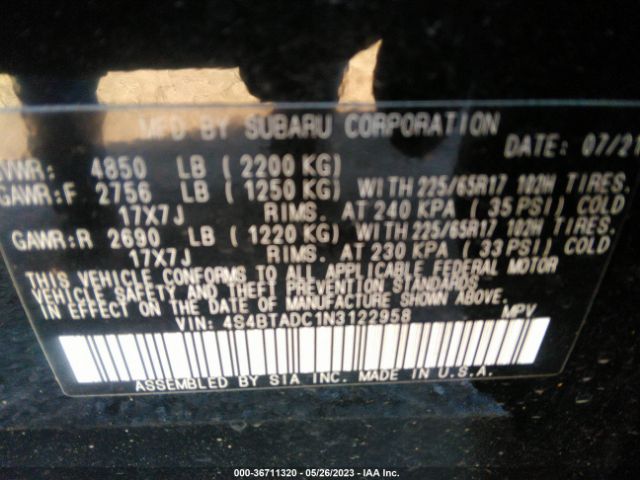 MFD BY SUBARU CORPORATION
DATE: 07/21
VWR: 4850 LB ( 2200 KG)
GAWR:F 2756 LB ( 1250 KG) WITH 225/65R17 102H TIRES.
17X7J RIMS. AT 240 KPA ( 35 PSI) COLD
GAWR:R 2690 LB ( 1220 KG) WITH 225/65R17 102H TIRES.
17X7J RIMS. AT 230 KPA ( 33 PSI) COLD
THIS VEHICLE CONFORMS TO ALL APPLICABLE FEDERAL MOTOR
VEHICLE SAFETY AND THEFT PREVENTION STANDARDS
IN EFFECT ON THE DATE OF MANUFACTURE SHOWN ABOVE.
VIN: 4S4BTADC1N3122958 MPV
ASSEMBLED BY SIA INC. MADE IN U.S.A.
000-36711320 - 05/26/2023 - IAA Inc.